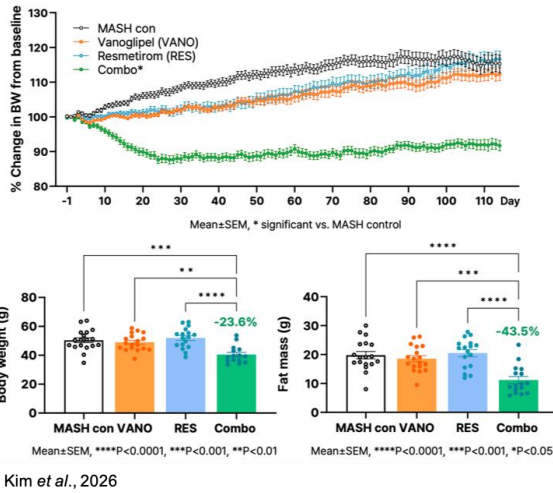 % Change in BW from baseline
130
120
110
100
90
80
MASH con
Vanoglipel (VANO)
Resmetirom (RES)
Combo*
-1 10 20 30 40 50 60 70 80 90 100 110 Day
Mean±SEM, * significant vs. MASH control
Body weight (g)
80
60
40
20
0
***
**
****
-23.6%
MASH con VANO RES Combo
Mean±SEM, ****P<0.0001, ***P<0.001, **P<0.01
Fat mass (g)
40
30
20
10
0
****
***
****
-43.5%
MASH con VANO RES Combo
Mean±SEM, ****P<0.0001, ***P<0.001, *P<0.05
Kim et al., 2026